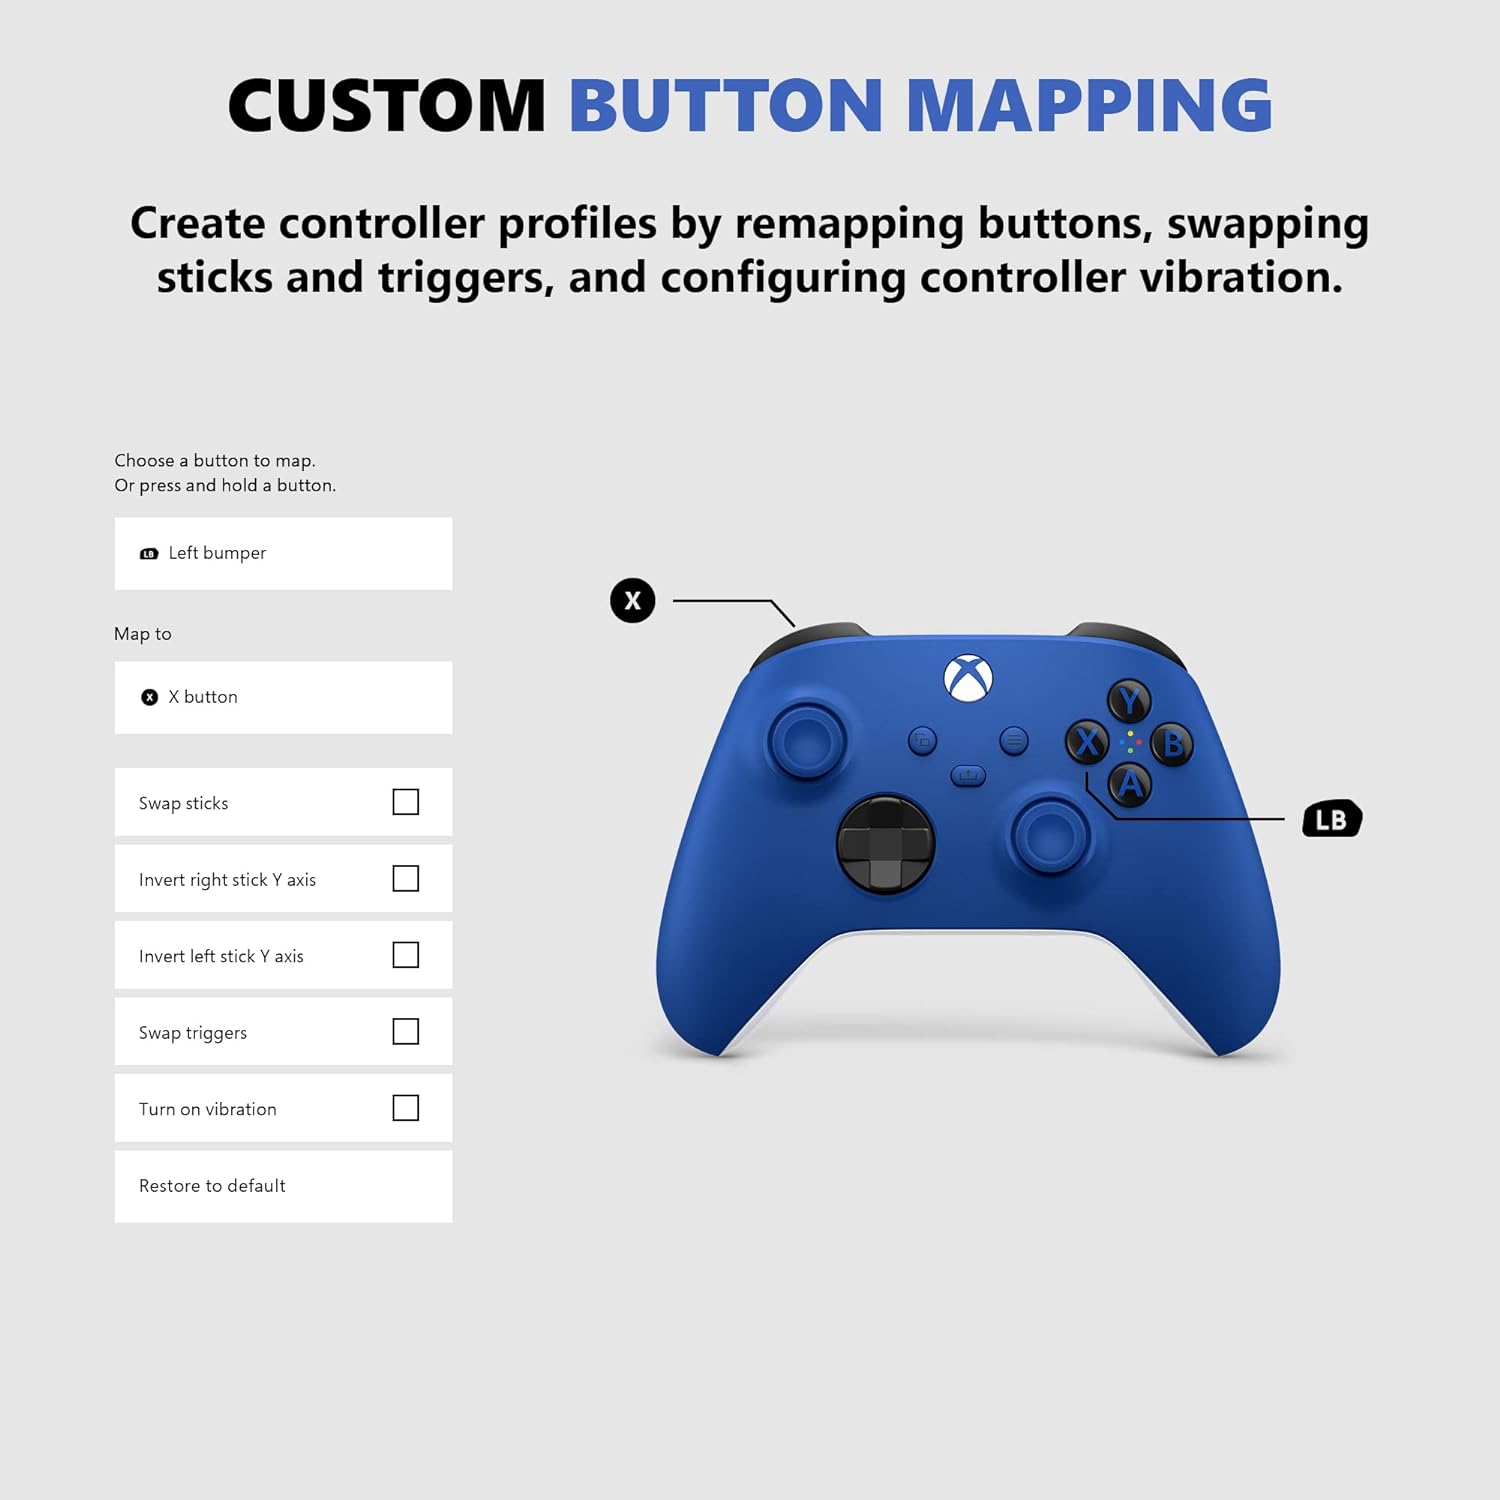 CUSTOM BUTTON MAPPING
Create controller profiles by remapping buttons, swapping
sticks and triggers, and configuring controller vibration.
Choose a button to map.
Or press and hold a button.
LB Left bumper
Map to
X X button
Swap sticks
Invert right stick Y axis
Invert left stick Y axis
Swap triggers
Turn on vibration
Restore to default
X
Y
X
B
A
LB